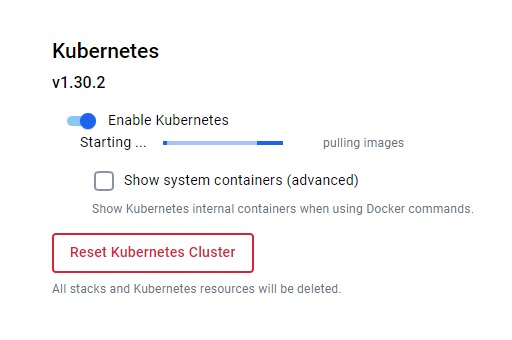 Kubernetes
v1.30.2
Enable Kubernetes
Starting ... pulling images
Show system containers (advanced)
Show Kubernetes internal containers when using Docker commands.
Reset Kubernetes Cluster
All stacks and Kubernetes resources will be deleted.